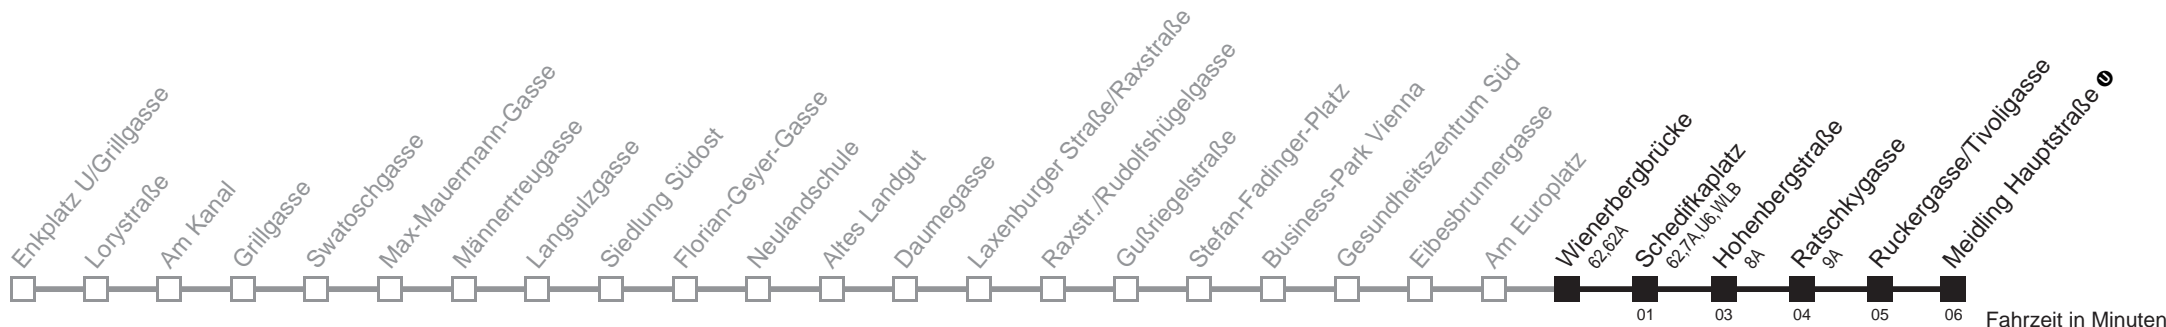 Enkplatz U/Grillgasse
Lorystraße
Am Kanal
Grillgasse
Swatoschgasse
Max-Mauermann-Gasse
Männertreugasse
Langsulzgasse
Siedlung Südost
Florian-Geyer-Gasse
Neulandschule
Altes Landgut
Daumegasse
Laxenburger Straße/Raxstraße
Raxstr./Rudolfshügelgasse
Gußriegelstraße
Stefan-Fadinger-Platz
Business-Park Vienna
Gesundheitszentrum Süd
Eibesbrunnergasse
Am Europlatz
Wienerbergbrücke
62,62A
Schedifkaplatz
62,7A,U6,WLB
Hohenbergstraße
8A
Ratschkygasse
9A
Ruckergasse/Tivoligasse
Meidling Hauptstraße U
01 03 04 05 06 Fahrzeit in Minuten